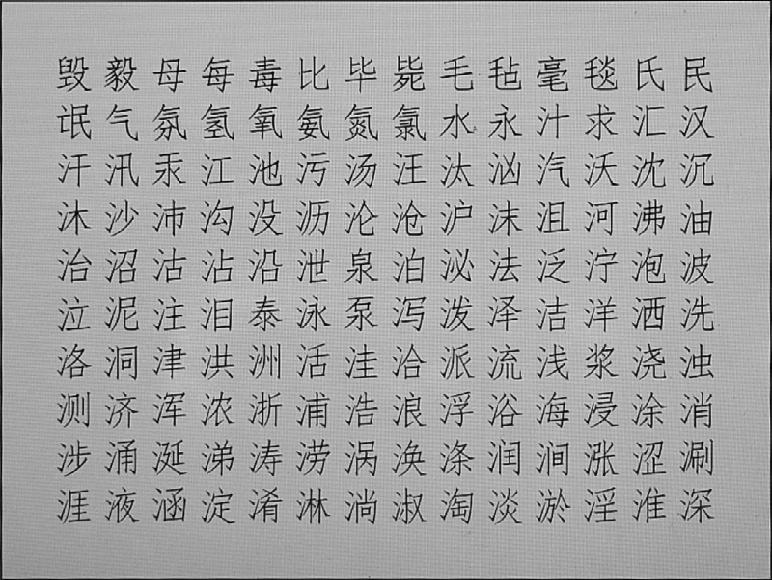 毁毅母每毒比毕毙毛毡毫毯氏民
氓气氛氢氧氨氮氯水永汁求汇汉
汗汛汞江池污汤汪汰汹汽沃沈沉
沐沙沛沟没沥沦沧沪沫沮河沸油
治沼沽沾沿泄泉泊泌法泛泞泡波
泣泥注泪泰泳泵泻泼泽洁洋洒洗
洛洞津洪洲活洼洽派流浅浆浇浊
测济浑浓浙浦浩浪浮浴海浸涂消
涉涌涎涕涛涝涡涣涤润涧涨涩涮
涯液涵淀淆淋淌淑淘淡淤淫淮深